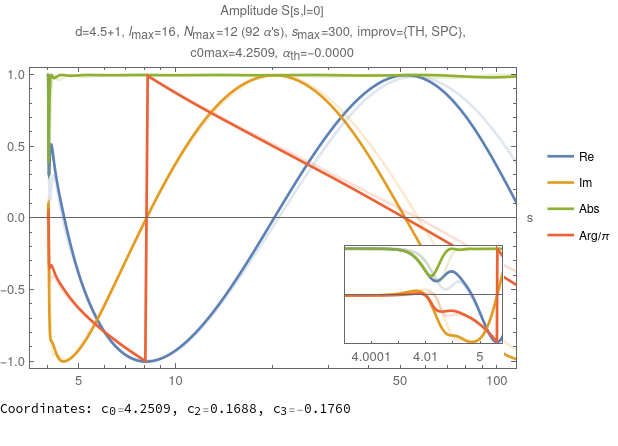 Amplitude S[s,l=0]
d=4.5+1, lmax=16, Nmax=12 (92 α's), smax=300, improv={TH, SPC},
c0max=4.2509, αth=-0.0000
1.0
0.5
0.0
-0.5
-1.0
5
10
50
100
s
Re
Im
Abs
Arg/π
4.0001
4.01
5
Coordinates: c0=4.2509, c2=0.1688, c3=-0.1760